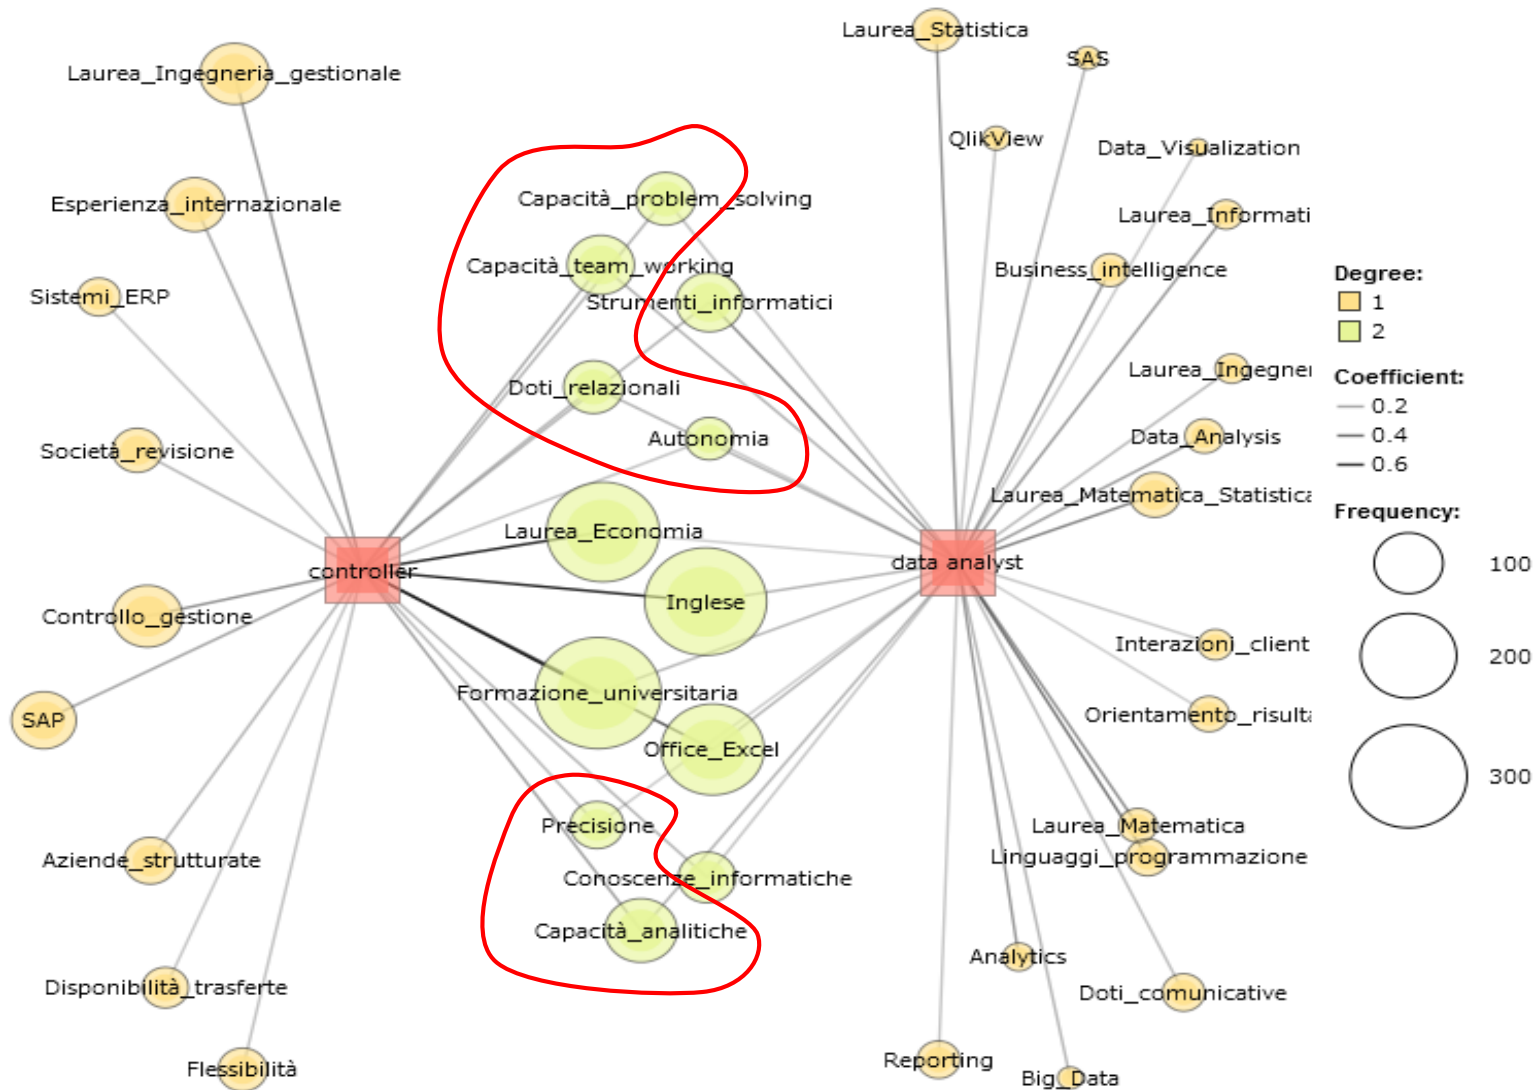 Laurea_Statistica
SAS
Laurea_Ingegneria_gestionale
QlikView
Data_Visualization
Capacità_problem_solving
Esperienza_internazionale
Laurea_Informati
Capacità_team_working
Business_intelligence
Sistemi_ERP
Strumenti_informatici
Laurea_Ingegner
Doti_relazionali
Autonomia
Data_Analysis
Società_revisione
Laurea_Matematica_Statistica
Laurea_Economia
controller
data analyst
Inglese
Controllo_gestione
Interazioni_client
Formazione_universitaria
SAP
Orientamento_risulta
Office_Excel
Precisione
Laurea_Matematica
Linguaggi_programmazione
Aziende_strutturate
Conoscenze_informatiche
Capacità_analitiche
Analytics
Disponibilità_trasferte
Doti_comunicative
Flessibilità
Reporting
Big_Data
Degree:
1
2
Coefficient:
0.2
0.4
0.6
Frequency:
100
200
300